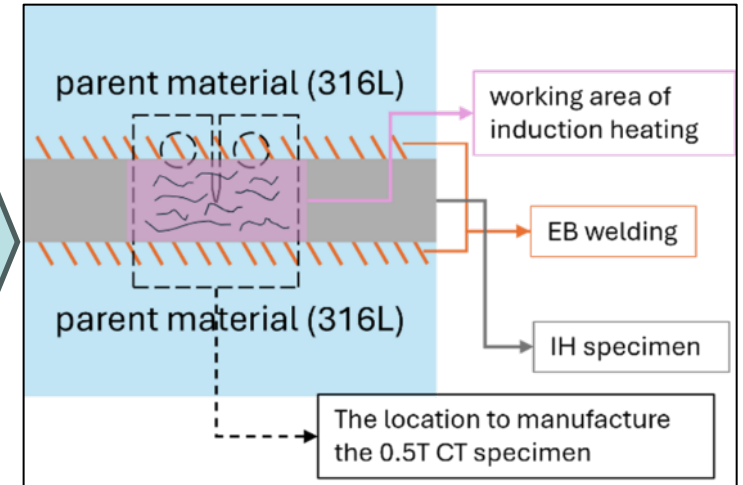 parent material (316L)
working area of
induction heating
EB welding
parent material (316L)
IH specimen
The location to manufacture
the 0.5T CT specimen